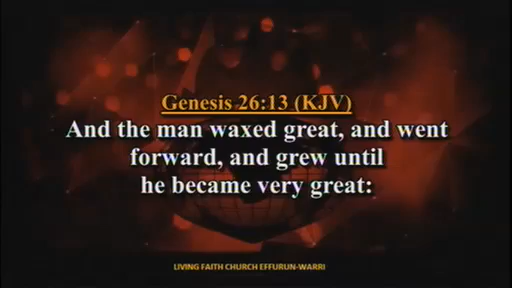 Genesis 26:13 (KJV)
And the man waxed great, and went
forward, and grew until
he became very great:
LIVING FAITH CHURCH EFFURUN-WARRI